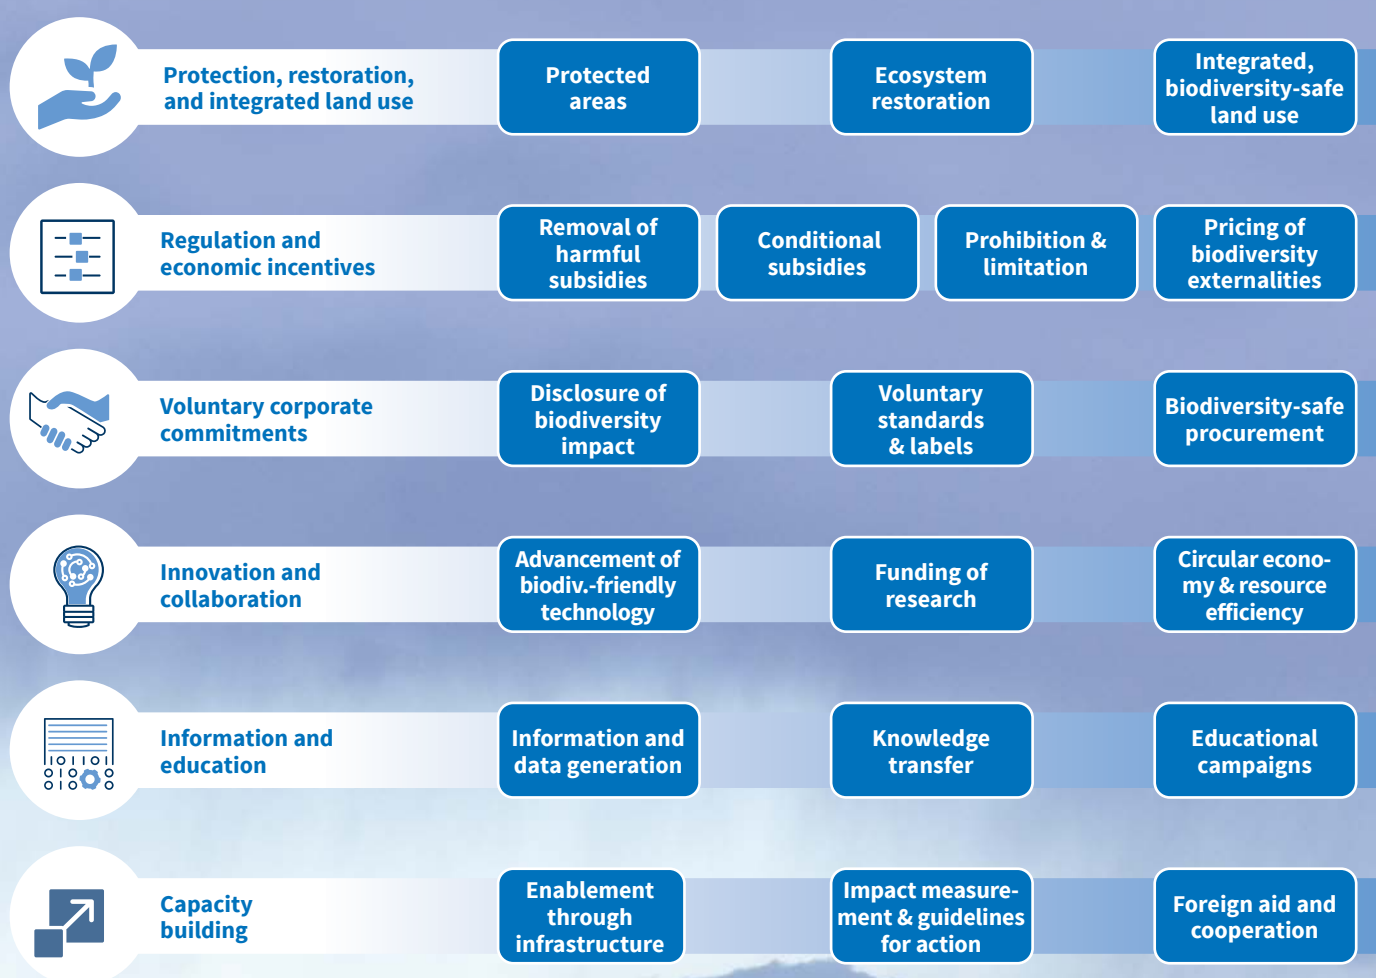 Protection, restoration,
and integrated land use
Protected
areas
Ecosystem
restoration
Integrated,
biodiversity-safe
land use
Regulation and
economic incentives
Removal of
harmful
subsidies
Conditional
subsidies
Prohibition &
limitation
Pricing of
biodiversity
externalities
Voluntary corporate
commitments
Disclosure of
biodiversity
impact
Voluntary
standards
& labels
Biodiversity-safe
procurement
Innovation and
collaboration
Advancement of
biodiv.-friendly
technology
Funding of
research
Circular econo-
my & resource
efficiency
Information and
education
Information and
data generation
Knowledge
transfer
Educational
campaigns
Capacity
building
Enablement
through
infrastructure
Impact measure-
ment & guidelines
for action
Foreign aid and
cooperation